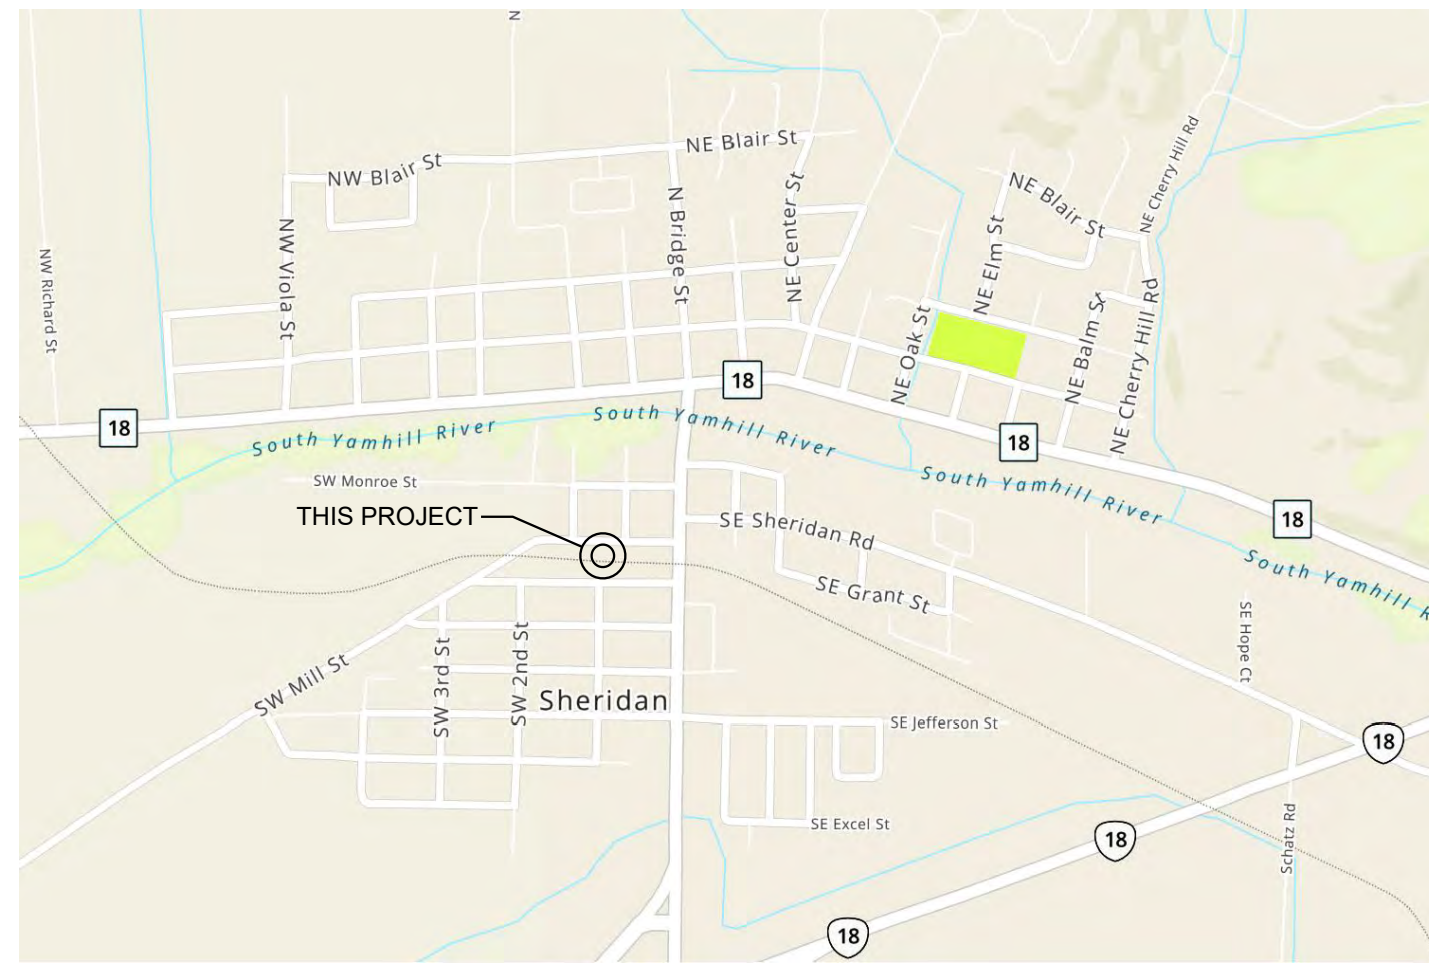 N
NE Blair St
NW Blair St
NE Cherry Hill Rd
NE Blair St
N Bridge St
NE Center St
NW Viola St
NE Elm St
NW Richard St
NE Oak St
NE Balm St
NE Cherry Hill Rd
18
18
18
18
South Yamhill River
South Yamhill River
South Yamhill River
South Yamhill R
SW Monroe St
THIS PROJECT
SE Sheridan Rd
SE Grant St
SE Hope Ct
SW Mill St
SW 3rd St
SW 2nd St
Sheridan
SE Jefferson St
18
SE Excel St
18
Schatz Rd
18